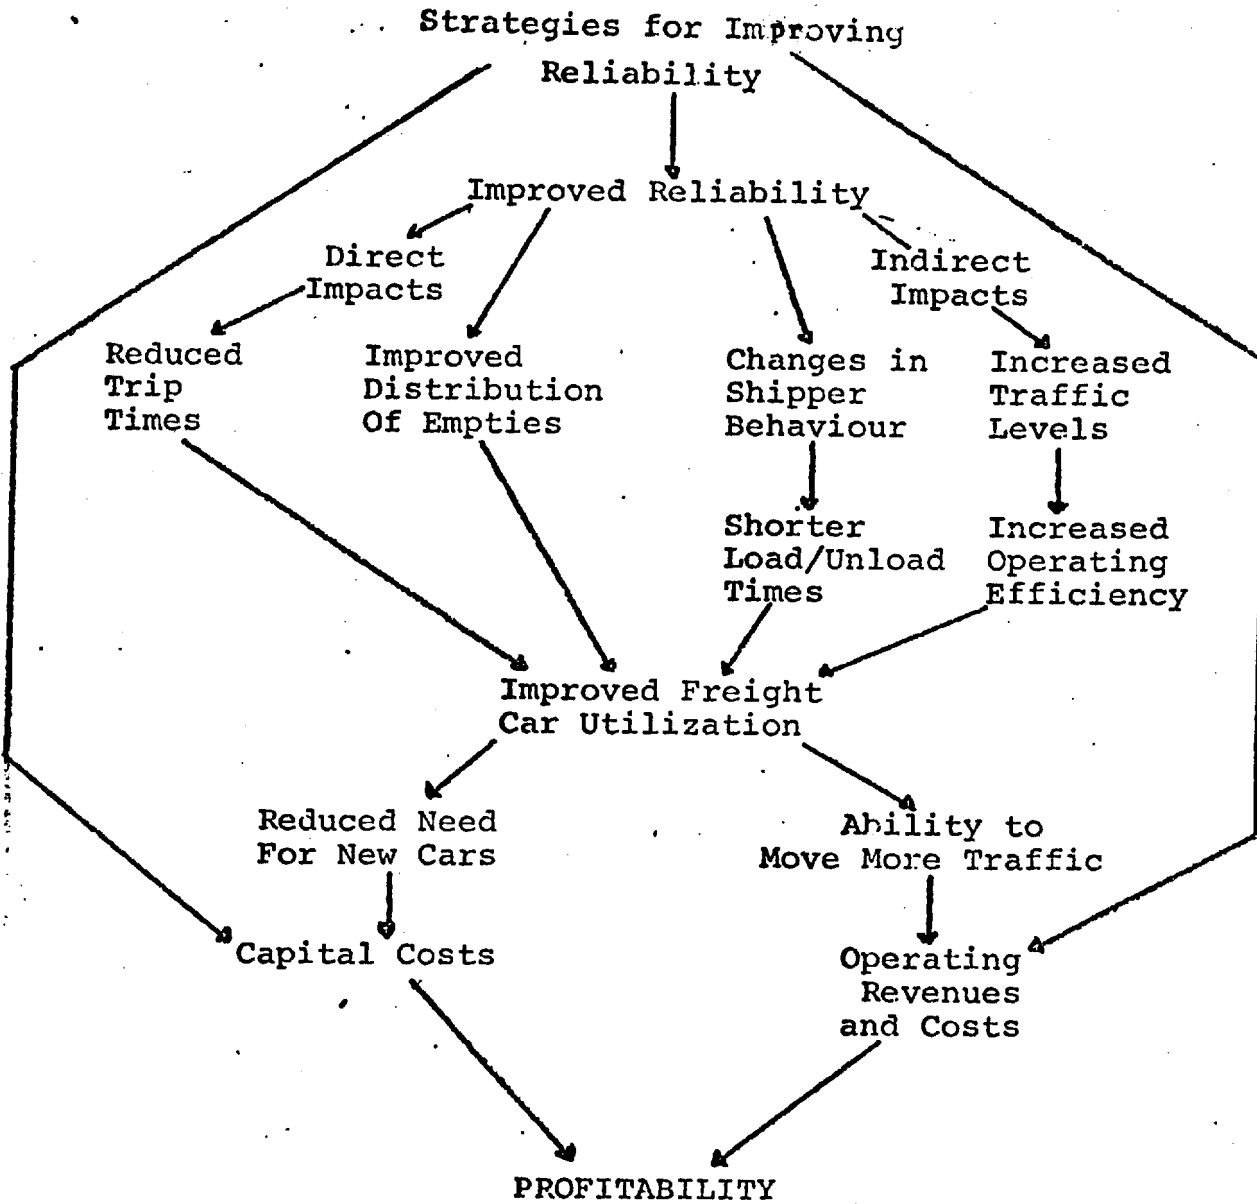 Strategies for Improving
Reliability
Improved Reliability
Direct
Impacts
Indirect
Impacts
Reduced
Trip
Times
Improved
Distribution
Of Empties
Changes in
Shipper
Behaviour
Increased
Traffic
Levels
Shorter
Load/Unload
Times
Increased
Operating
Efficiency
Improved Freight
Car Utilization
Reduced Need
For New Cars
Ability to
Move More Traffic
Capital Costs
Operating
Revenues
and Costs
PROFITABILITY